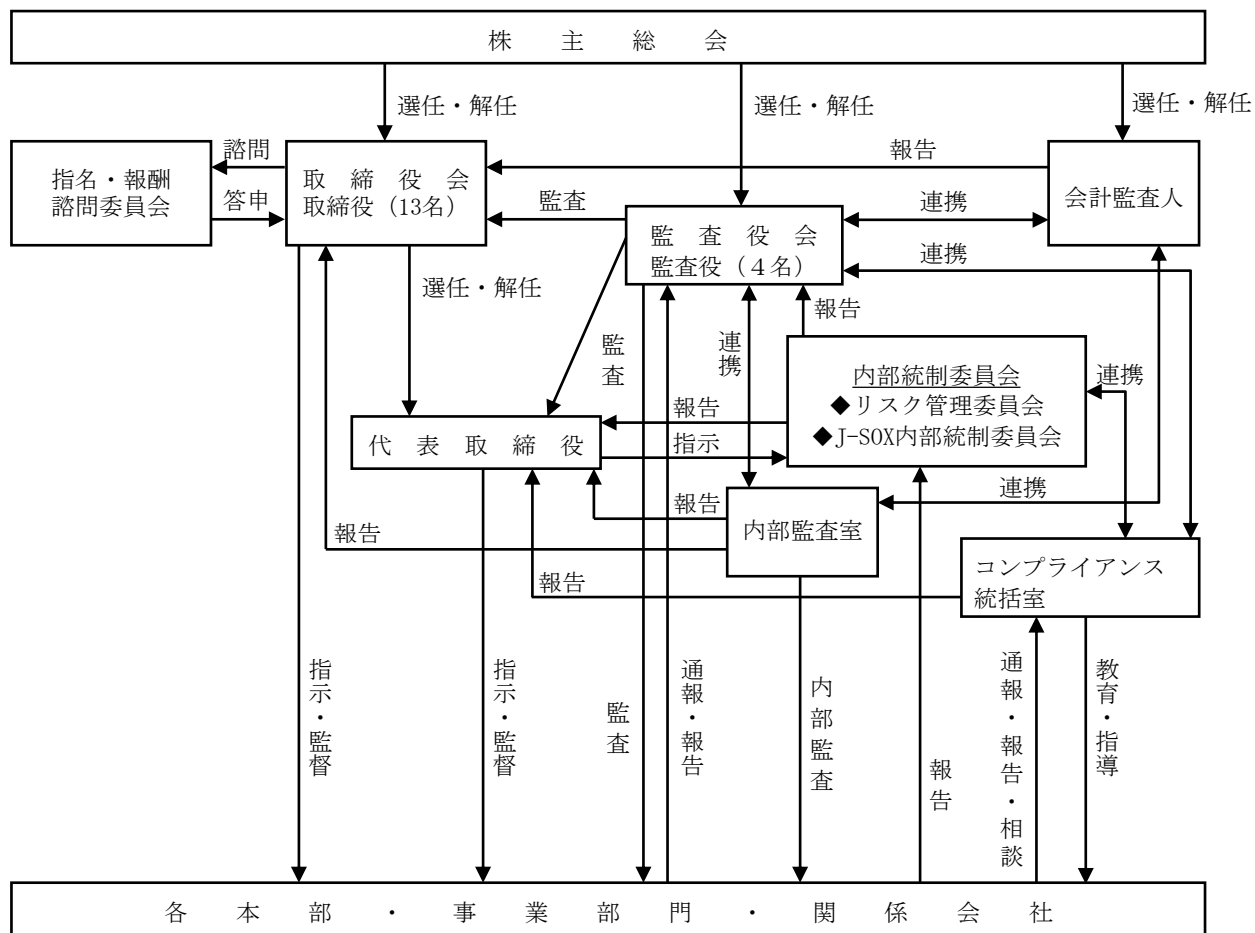 株主総会
選任・解任
選任・解任
選任・解任
諮問
答申
指名・報酬
諮問委員会
取締役会
取締役（13名）
報告
監査
会計監査人
連携
監査役会
監査役（４名）
連携
選任・解任
報告
監査
連携
内部統制委員会
◆リスク管理委員会
◆J-SOX内部統制委員会
連携
報告
代表取締役
指示
報告
連携
内部監査室
報告
コンプライアンス
統括室
報告
指示・監督
指示・監督
監査
通報・報告
内部監査
報告
通報・報告・相談
教育・指導
各本部・事業部門・関係会社